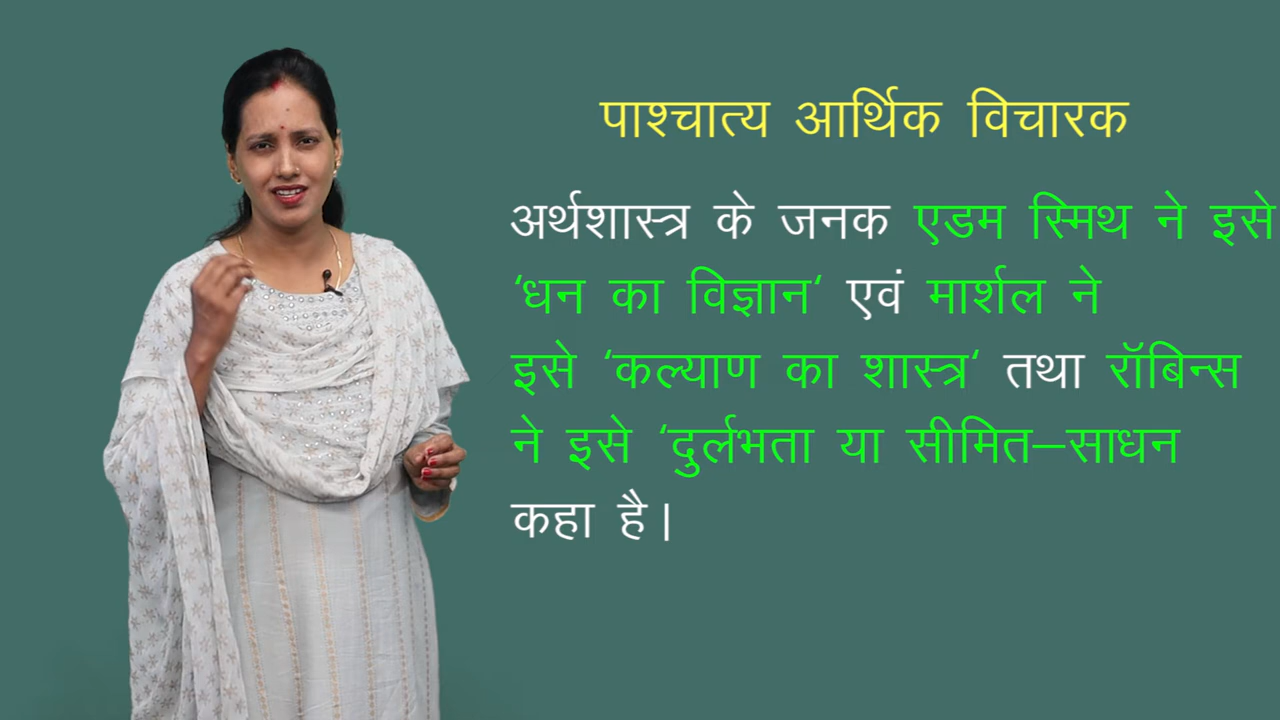 पाश्चात्य आर्थिक विचारक
अर्थशास्त्र के जनक एडम स्मिथ ने इसे
‘धन का विज्ञान‘ एवं मार्शल ने
इसे ‘कल्याण का शास्त्र‘ तथा रॉबिन्स
ने इसे ‘दुर्लभता या सीमित–साधन
कहा है।